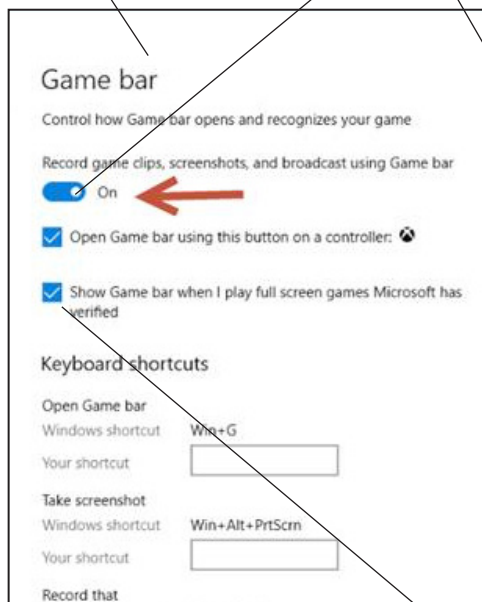 Game bar
Control how Game bar opens and recognizes your game
Record game clips, screenshots, and broadcast using Game bar
On
Open Game bar using this button on a controller:
Show Game bar when I play full screen games Microsoft has
verified
Keyboard shortcuts
Open Game bar
Windows shortcut Win+G
Your shortcut
Take screenshot
Windows shortcut Win+Alt+PrtScrn
Your shortcut
Record that